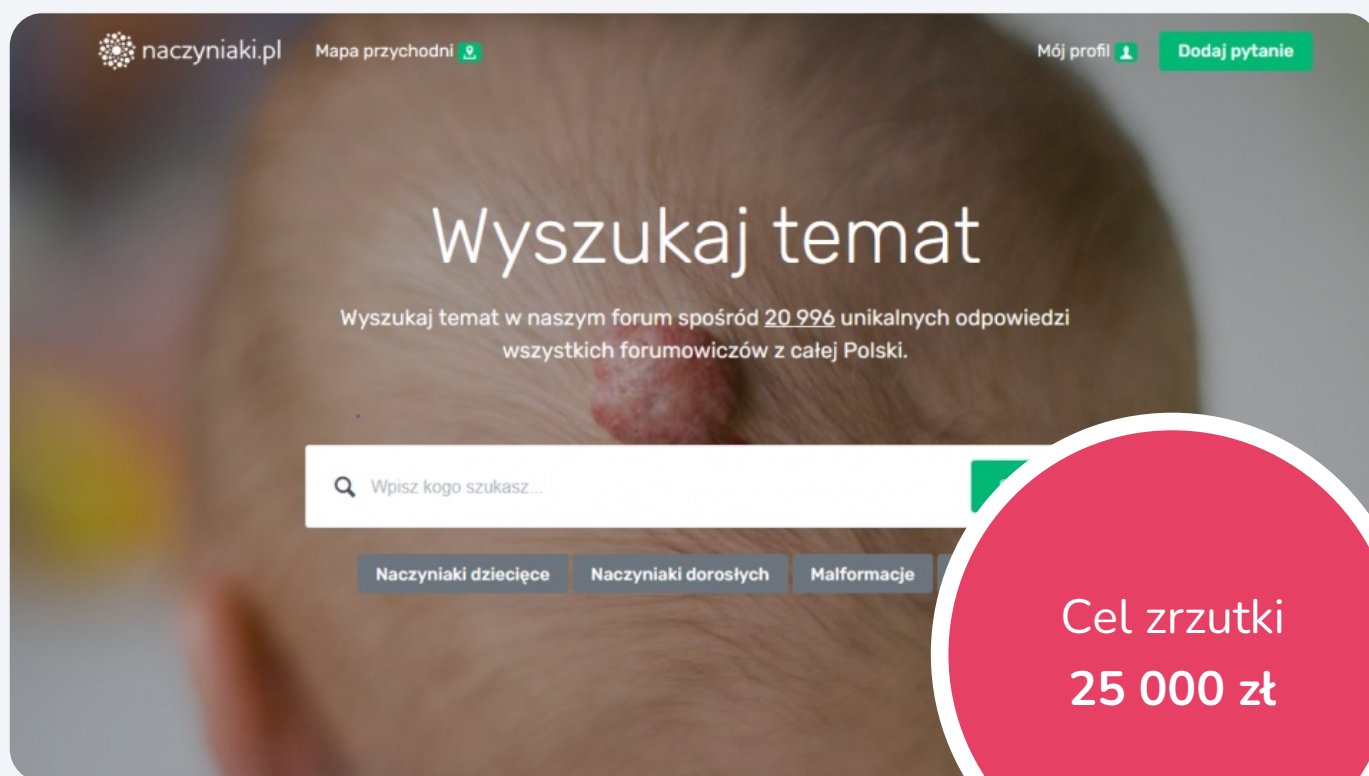 naczyniaki.pl
Mapa przychodni
Mój profil
Dodaj pytanie
Wyszukaj temat
Wyszukaj temat w naszym forum spośród 20 996 unikalnych odpowiedzi
wszystkich forumowiczów z całej Polski.
Wpisz kogo szukasz...
Naczyniaki dziecięce
Naczyniaki dorosłych
Malformacje
Cel zrzutki
25 000 zł